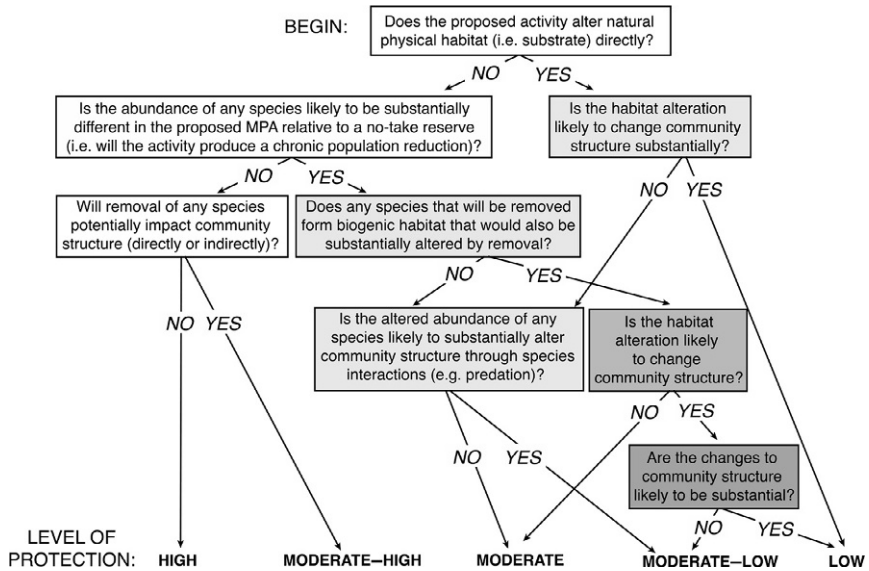 BEGIN:
Does the proposed activity alter natural
physical habitat (i.e. substrate) directly?
NO YES
Is the abundance of any species likely to be substantially
different in the proposed MPA relative to a no-take reserve
(i.e. will the activity produce a chronic population reduction)?
Is the habitat alteration
likely to change community
structure substantially?
NO YES
NO YES
Will removal of any species
potentially impact community
structure (directly or indirectly)?
Does any species that will be removed
form biogenic habitat that would also be
substantially altered by removal?
NO YES
NO YES
Is the altered abundance of any
species likely to substantially alter
community structure through species
interactions (e.g. predation)?
Is the habitat
alteration likely
to change
community structure?
NO YES
NO YES
Are the changes to
community structure
likely to be substantial?
NO YES
LEVEL OF
PROTECTION:
HIGH
MODERATE–HIGH
MODERATE
MODERATE–LOW
LOW